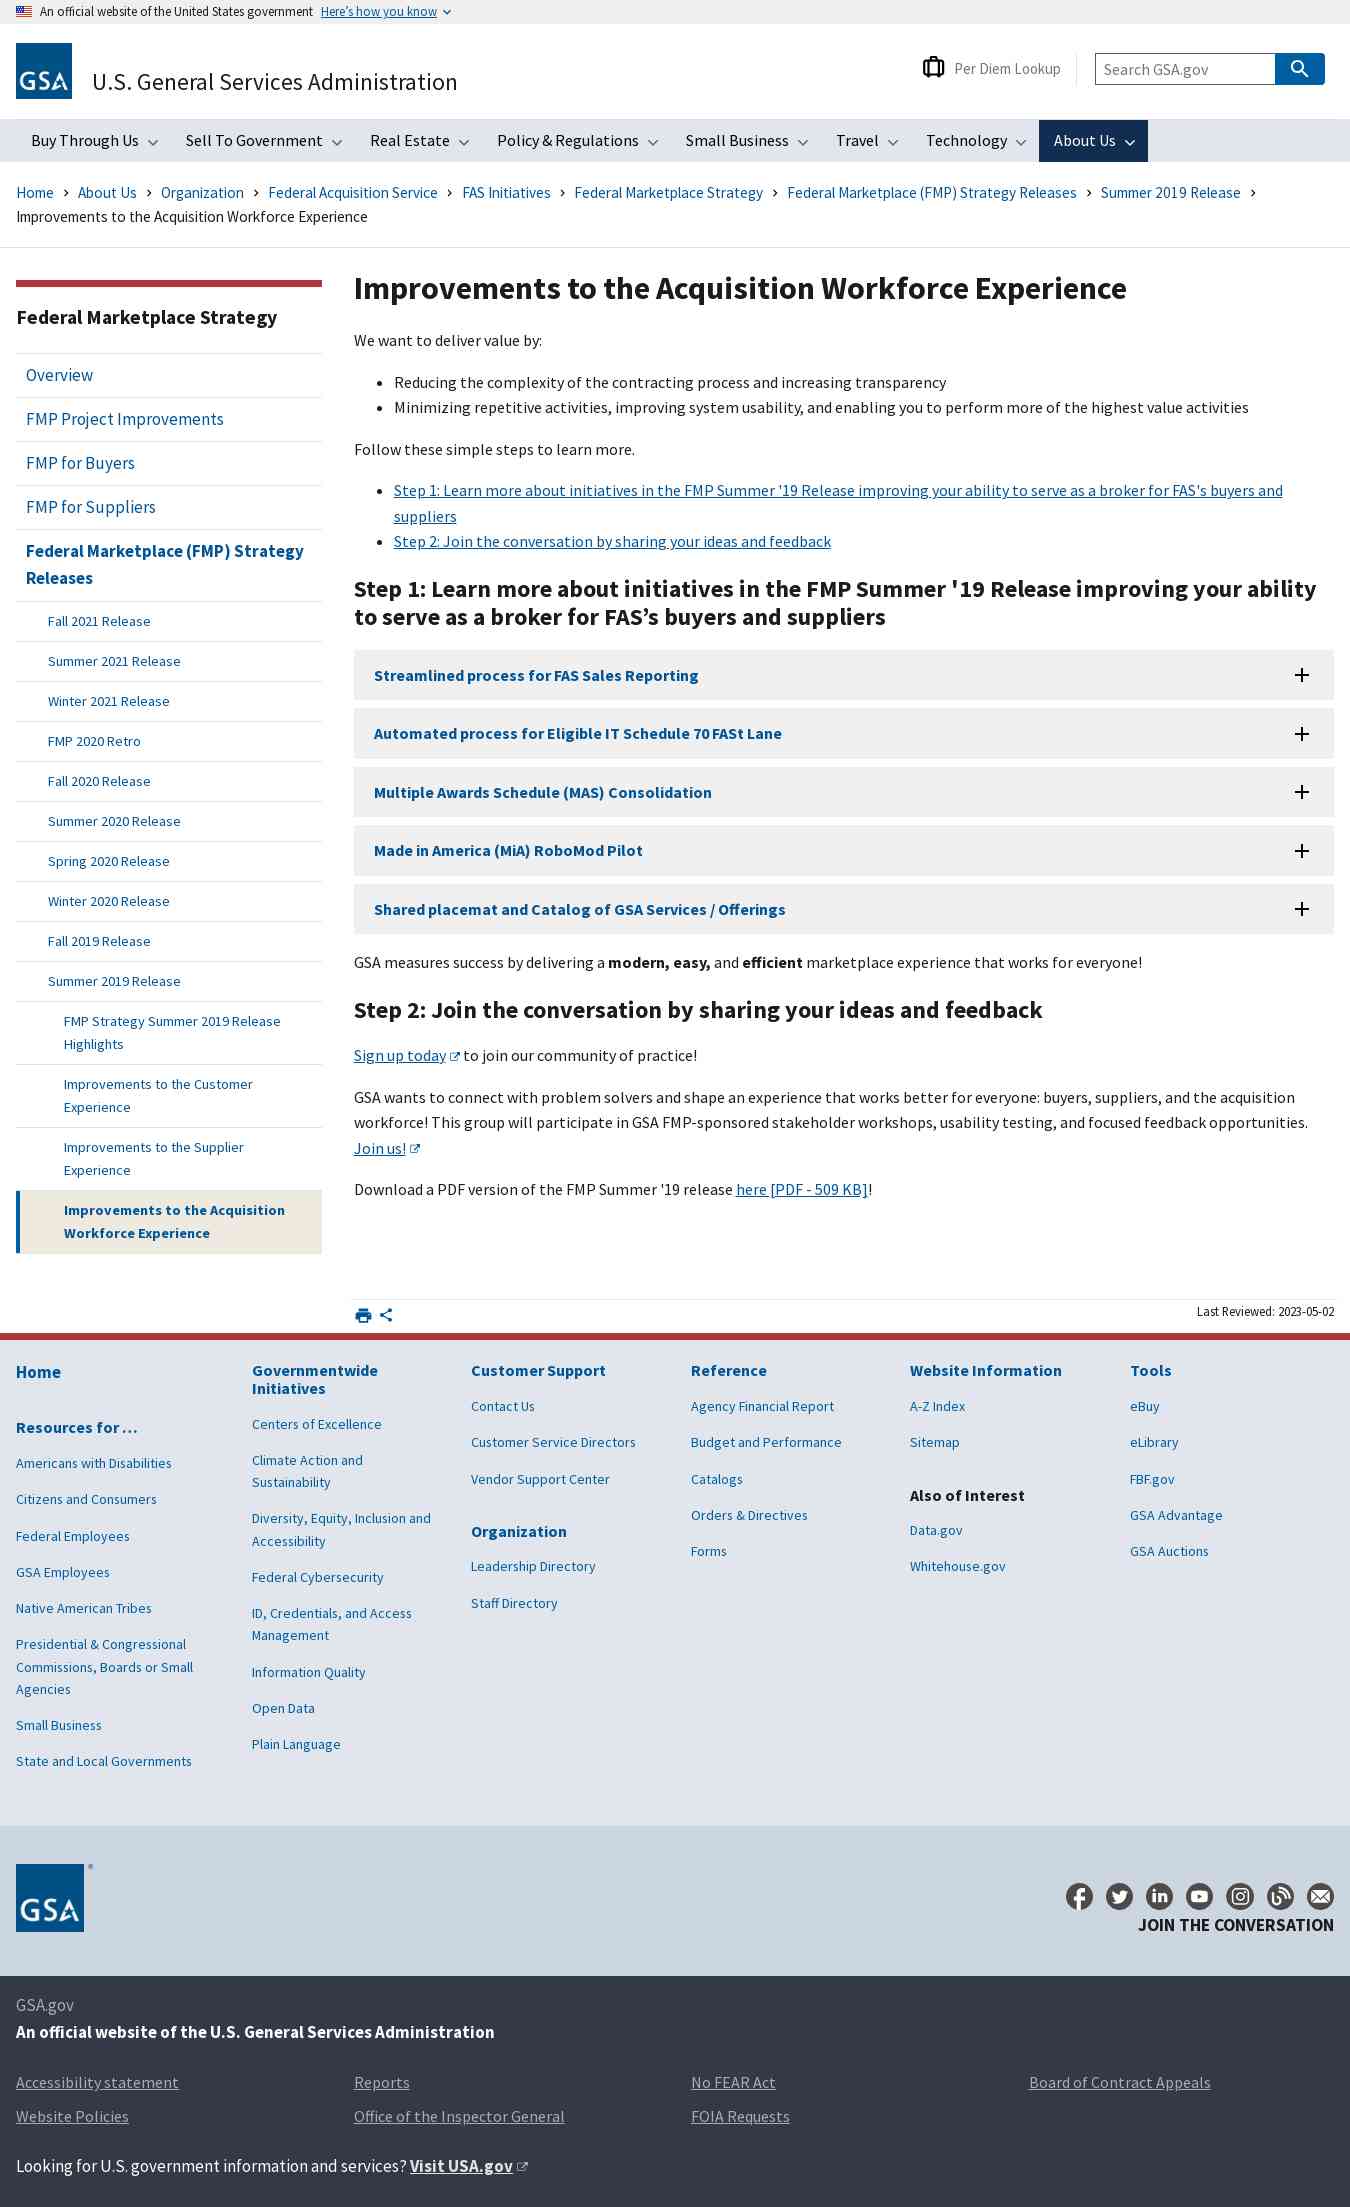 An official website of the United States government Here's how you know
GSA
U.S. General Services Administration
Per Diem Lookup
Search GSA.gov
Buy Through Us Sell To Government Real Estate Policy & Regulations Small Business Travel Technology About Us
Home > About Us > Organization > Federal Acquisition Service > FAS Initiatives > Federal Marketplace Strategy > Federal Marketplace (FMP) Strategy Releases > Summer 2019 Release >
Improvements to the Acquisition Workforce Experience
Federal Marketplace Strategy
Overview
FMP Project Improvements
FMP for Buyers
FMP for Suppliers
Federal Marketplace (FMP) Strategy
Releases
Fall 2021 Release
Summer 2021 Release
Winter 2021 Release
FMP 2020 Retro
Fall 2020 Release
Summer 2020 Release
Spring 2020 Release
Winter 2020 Release
Fall 2019 Release
Summer 2019 Release
FMP Strategy Summer 2019 Release
Highlights
Improvements to the Customer
Experience
Improvements to the Supplier
Experience
Improvements to the Acquisition
Workforce Experience
Improvements to the Acquisition Workforce Experience
We want to deliver value by:
• Reducing the complexity of the contracting process and increasing transparency
• Minimizing repetitive activities, improving system usability, and enabling you to perform more of the highest value activities
Follow these simple steps to learn more.
• Step 1: Learn more about initiatives in the FMP Summer '19 Release improving your ability to serve as a broker for FAS's buyers and
suppliers
• Step 2: Join the conversation by sharing your ideas and feedback
Step 1: Learn more about initiatives in the FMP Summer '19 Release improving your ability
to serve as a broker for FAS’s buyers and suppliers
Streamlined process for FAS Sales Reporting
Automated process for Eligible IT Schedule 70 FASt Lane
Multiple Awards Schedule (MAS) Consolidation
Made in America (MiA) RoboMod Pilot
Shared placemat and Catalog of GSA Services / Offerings
GSA measures success by delivering a modern, easy, and efficient marketplace experience that works for everyone!
Step 2: Join the conversation by sharing your ideas and feedback
Sign up today to join our community of practice!
GSA wants to connect with problem solvers and shape an experience that works better for everyone: buyers, suppliers, and the acquisition
workforce! This group will participate in GSA FMP-sponsored stakeholder workshops, usability testing, and focused feedback opportunities.
Join us!
Download a PDF version of the FMP Summer '19 release here [PDF - 509 KB]!
Last Reviewed: 2023-05-02
Home
Resources for …
Americans with Disabilities
Citizens and Consumers
Federal Employees
GSA Employees
Native American Tribes
Presidential & Congressional
Commissions, Boards or Small
Agencies
Small Business
State and Local Governments
Governmentwide
Initiatives
Centers of Excellence
Climate Action and
Sustainability
Diversity, Equity, Inclusion and
Accessibility
Federal Cybersecurity
ID, Credentials, and Access
Management
Information Quality
Open Data
Plain Language
Customer Support
Contact Us
Customer Service Directors
Vendor Support Center
Organization
Leadership Directory
Staff Directory
Reference
Agency Financial Report
Budget and Performance
Catalogs
Orders & Directives
Forms
Website Information
A-Z Index
Sitemap
Also of Interest
Data.gov
Whitehouse.gov
Tools
eBuy
eLibrary
FBF.gov
GSA Advantage
GSA Auctions
GSA ®
JOIN THE CONVERSATION
GSA.gov
An official website of the U.S. General Services Administration
Accessibility statement Reports No FEAR Act Board of Contract Appeals
Website Policies Office of the Inspector General FOIA Requests
Looking for U.S. government information and services? Visit USA.gov